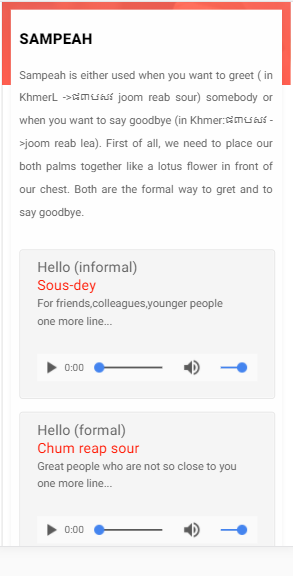 SAMPEAH
Sampeah is either used when you want to greet ( in
KhmerL ->ជំរាបសួរ joom reab sour) somebody or
when you want to say goodbye (in Khmer:ជំរាបសួរ -
>joom reab lea). First of all, we need to place our
both palms together like a lotus flower in front of
our chest. Both are the formal way to gret and to
say goodbye.
Hello (informal)
Sous-dey
For friends,colleagues,younger people
one more line...
0:00
Hello (formal)
Chum reap sour
Great people who are not so close to you
one more line...
0:00